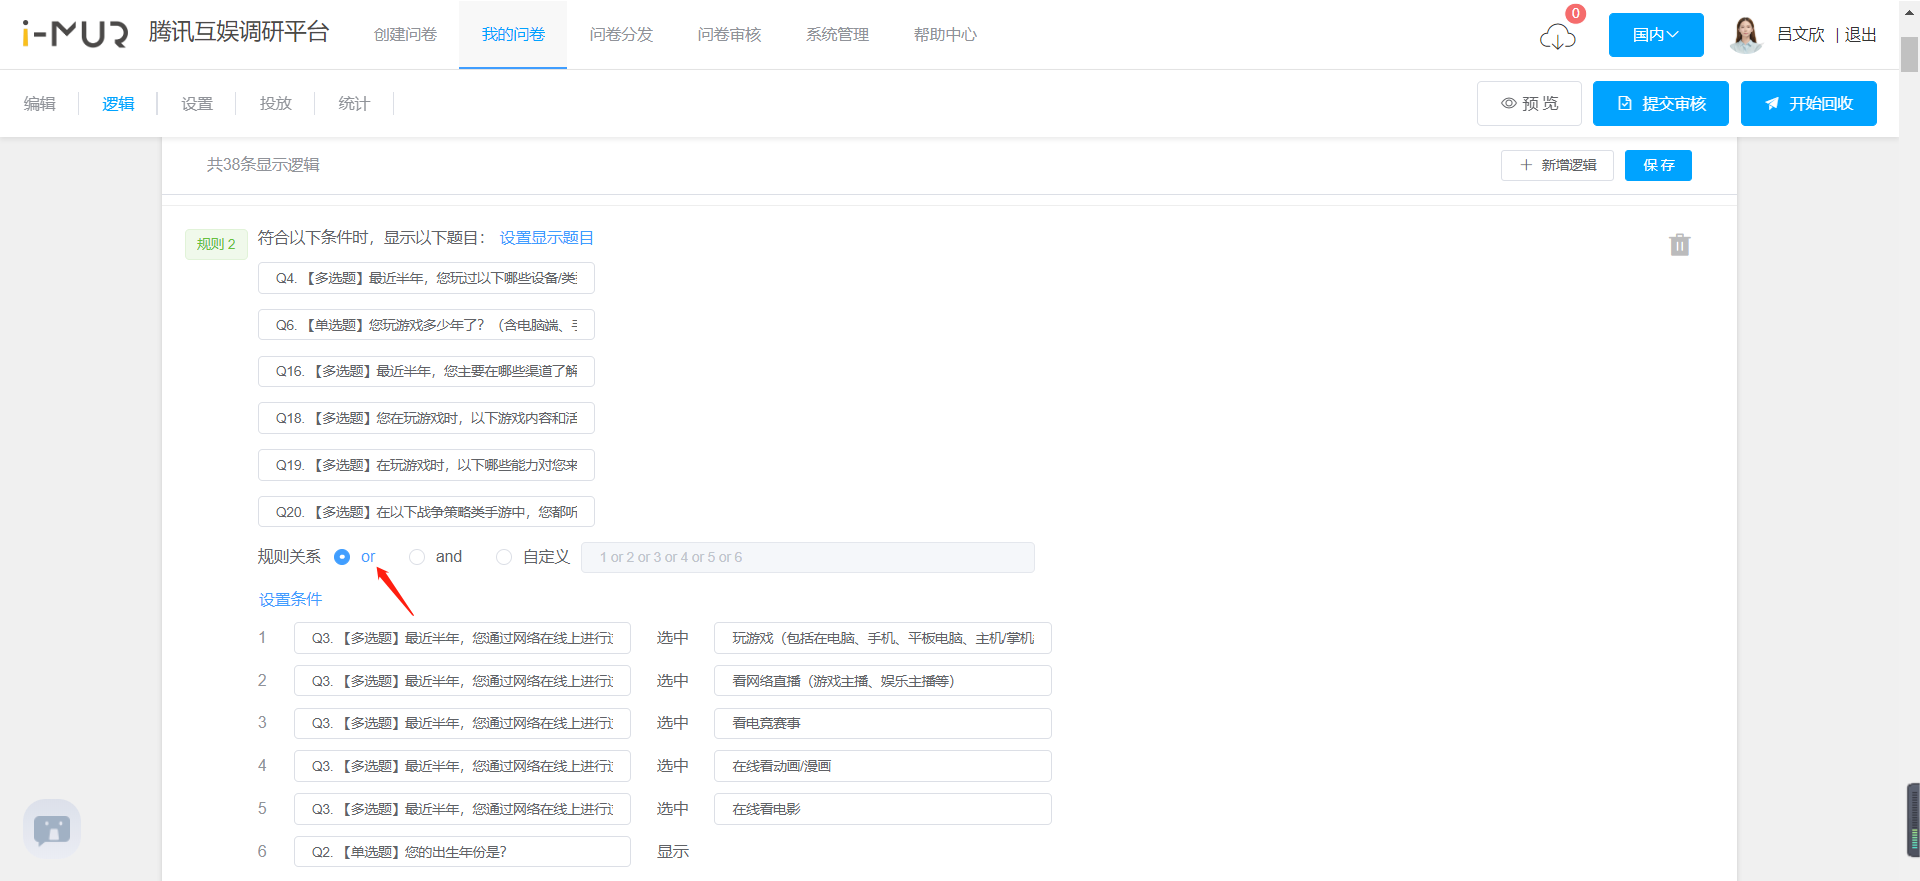 i-MUR 腾讯互娱调研平台 创建问卷 我的问卷 问卷分发 问卷审核 系统管理 帮助中心 0 国内 吕文欣 | 退出
编辑 逻辑 设置 投放 统计 预 览 提交审核 开始回收
共38条显示逻辑 新增逻辑 保 存
规则 2 符合以下条件时，显示以下题目： 设置显示题目
Q4. 【多选题】最近半年，您玩过以下哪些设备/类
Q6. 【单选题】您玩游戏多少年了？（含电脑端、手
Q16. 【多选题】最近半年，您主要在哪些渠道了解
Q18. 【多选题】您在玩游戏时，以下游戏内容和活
Q19. 【多选题】在玩游戏时，以下哪些能力对您来
Q20. 【多选题】在以下战争策略类手游中，您都听
规则关系 or and 自定义 1 or 2 or 3 or 4 or 5 or 6
设置条件
1 Q3. 【多选题】最近半年，您通过网络在线上进行过 选中 玩游戏（包括在电脑、手机、平板电脑、主机/掌机
2 Q3. 【多选题】最近半年，您通过网络在线上进行过 选中 看网络直播（游戏主播、娱乐主播等）
3 Q3. 【多选题】最近半年，您通过网络在线上进行过 选中 看电竞赛事
4 Q3. 【多选题】最近半年，您通过网络在线上进行过 选中 在线看动画/漫画
5 Q3. 【多选题】最近半年，您通过网络在线上进行过 选中 在线看电影
6 Q2. 【单选题】您的出生年份是？ 显示